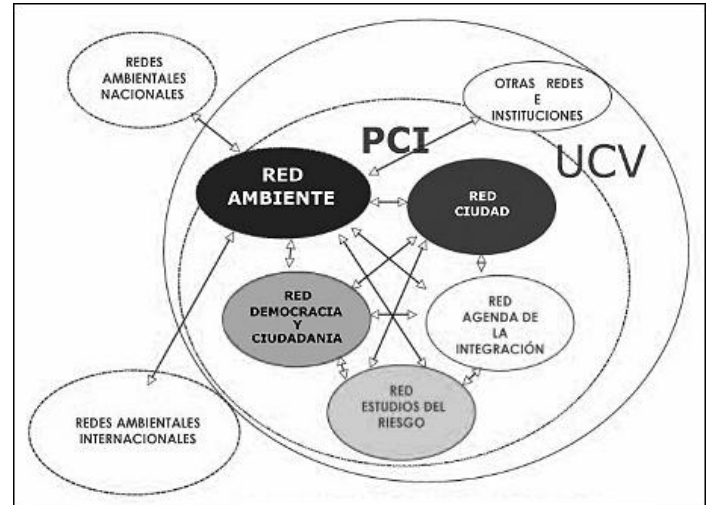 REDES
AMBIENTALES
NACIONALES
OTRAS REDES
E
INSTITUCIONES
PCI
UCV
RED
AMBIENTE
RED
CIUDAD
RED
DEMOCRACIA
Y
CIUDADANIA
RED
AGENDA DE
LA
INTEGRACIÓN
RED
ESTUDIOS DEL
RIESGO
REDES AMBIENTALES
INTERNACIONALES